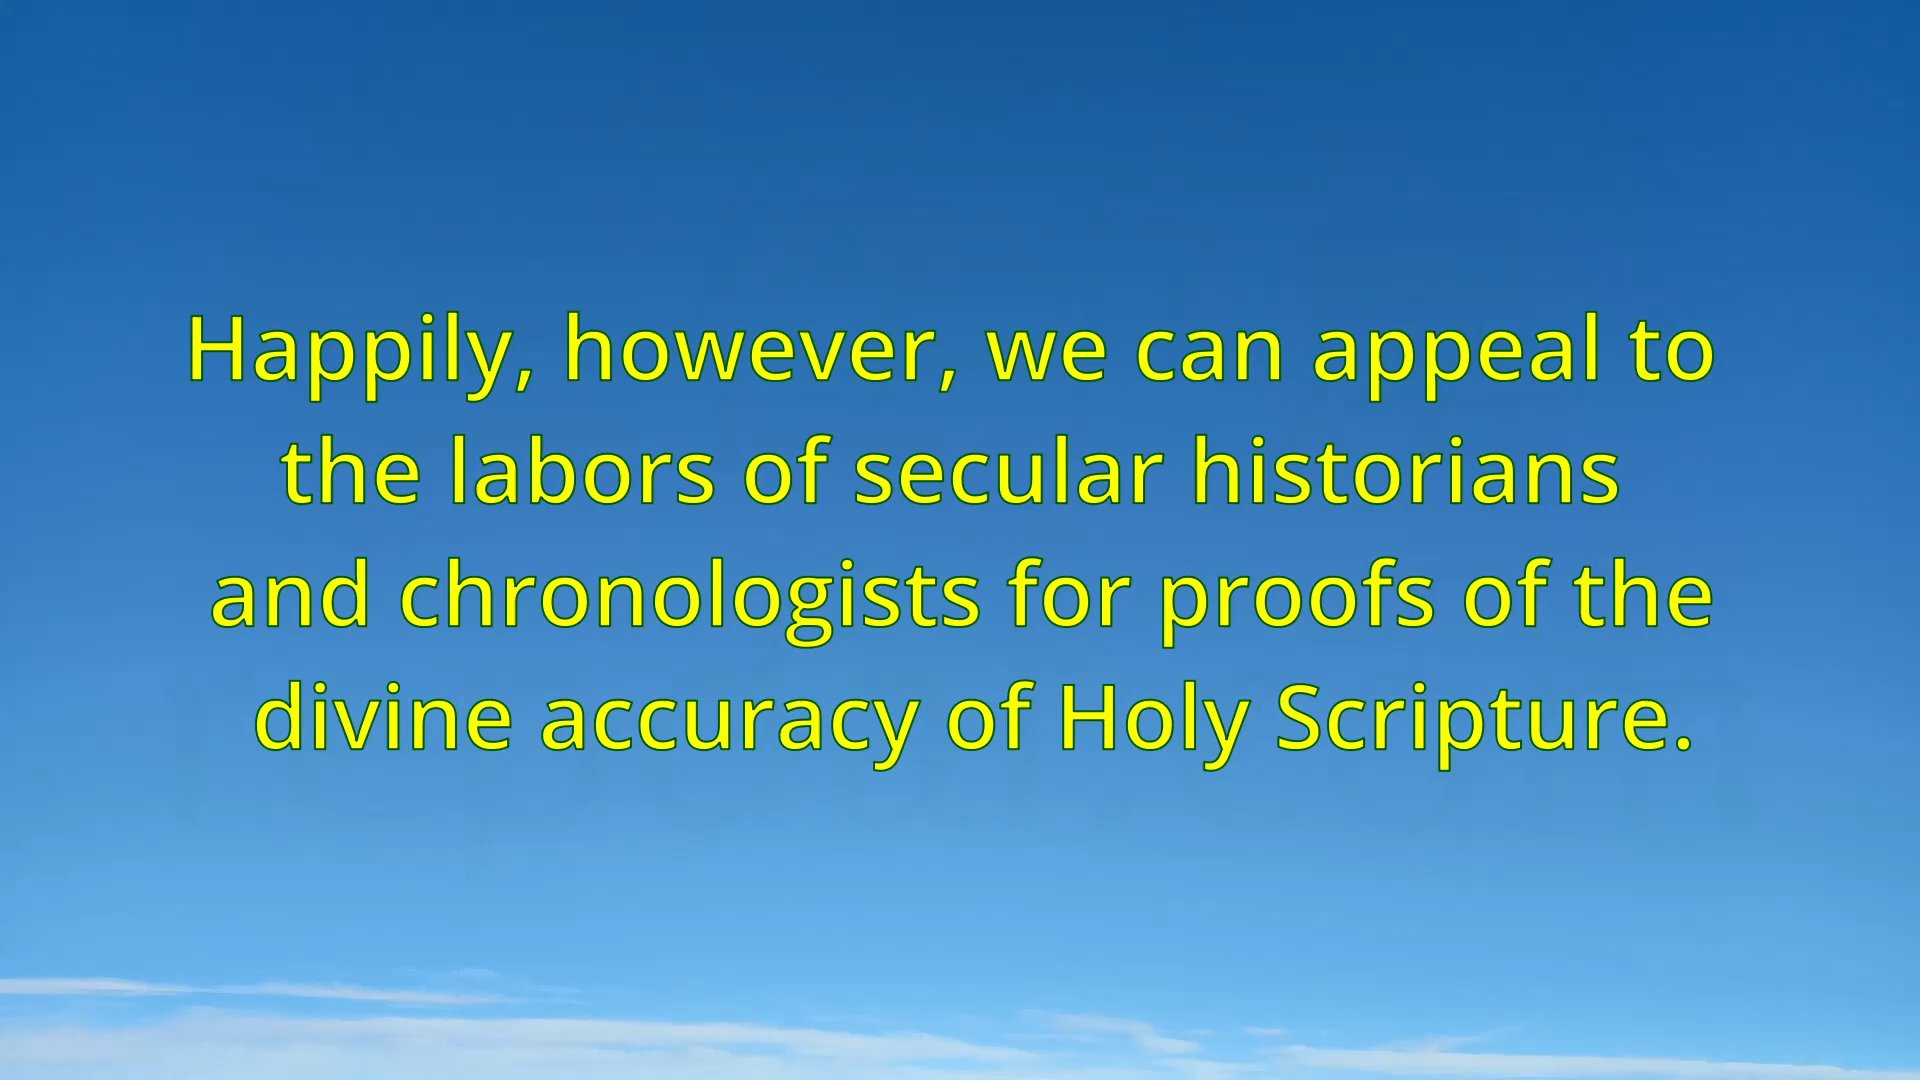 Happily, however, we can appeal to
the labors of secular historians
and chronologists for proofs of the
divine accuracy of Holy Scripture.